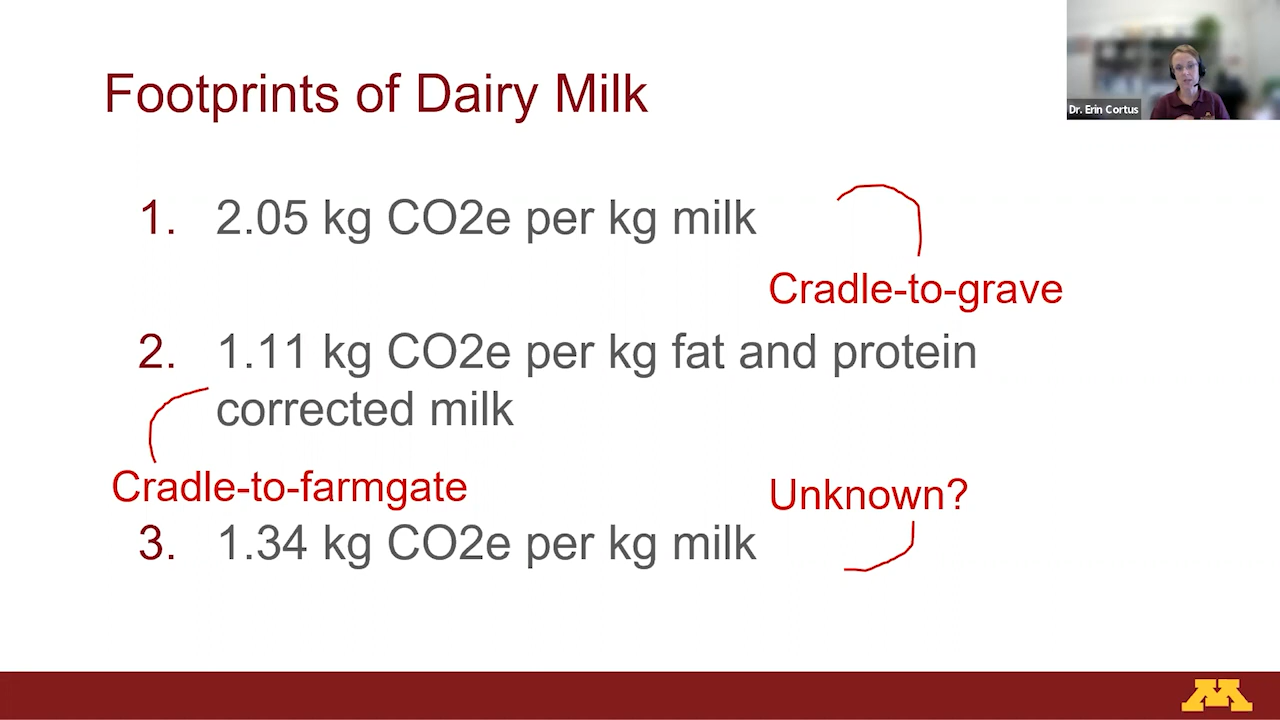 Footprints of Dairy Milk
Dr. Erin Cortus
1. 2.05 kg CO2e per kg milk
Cradle-to-grave
2. 1.11 kg CO2e per kg fat and protein
corrected milk
Cradle-to-farmgate
Unknown?
3. 1.34 kg CO2e per kg milk
M